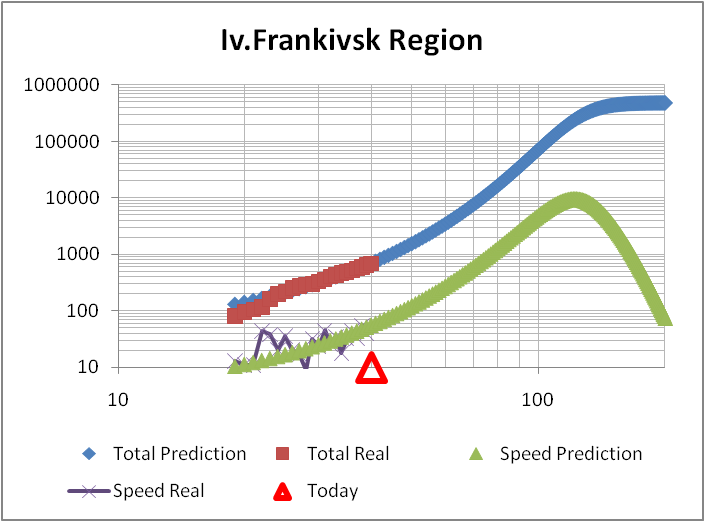 Iv.Frankivsk Region
1000000
100000
10000
1000
100
10
10 100
Total Prediction Total Real Speed Prediction
Speed Real Today